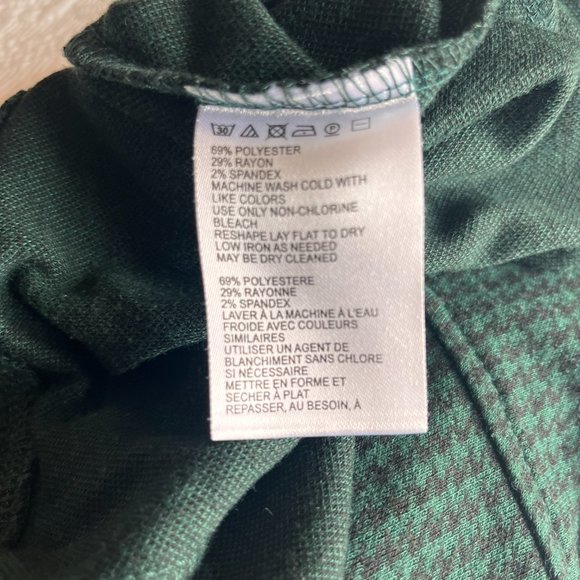 30
69% POLYESTER
29% RAYON
2% SPANDEX
MACHINE WASH COLD WITH
LIKE COLORS
USE ONLY NON-CHLORINE
BLEACH
RESHAPE LAY FLAT TO DRY
LOW IRON AS NEEDED
MAY BE DRY CLEANED
69% POLYESTERE
29% RAYONNE
2% SPANDEX
LAVER À LA MACHINE À L'EAU
FROIDE AVEC COULEURS
SIMILAIRES
UTILISER UN AGENT DE
BLANCHIMENT SANS CHLORE
SI NÉCESSAIRE
METTRE EN FORME ET
SÉCHER À PLAT
REPASSER, AU BESOIN, À